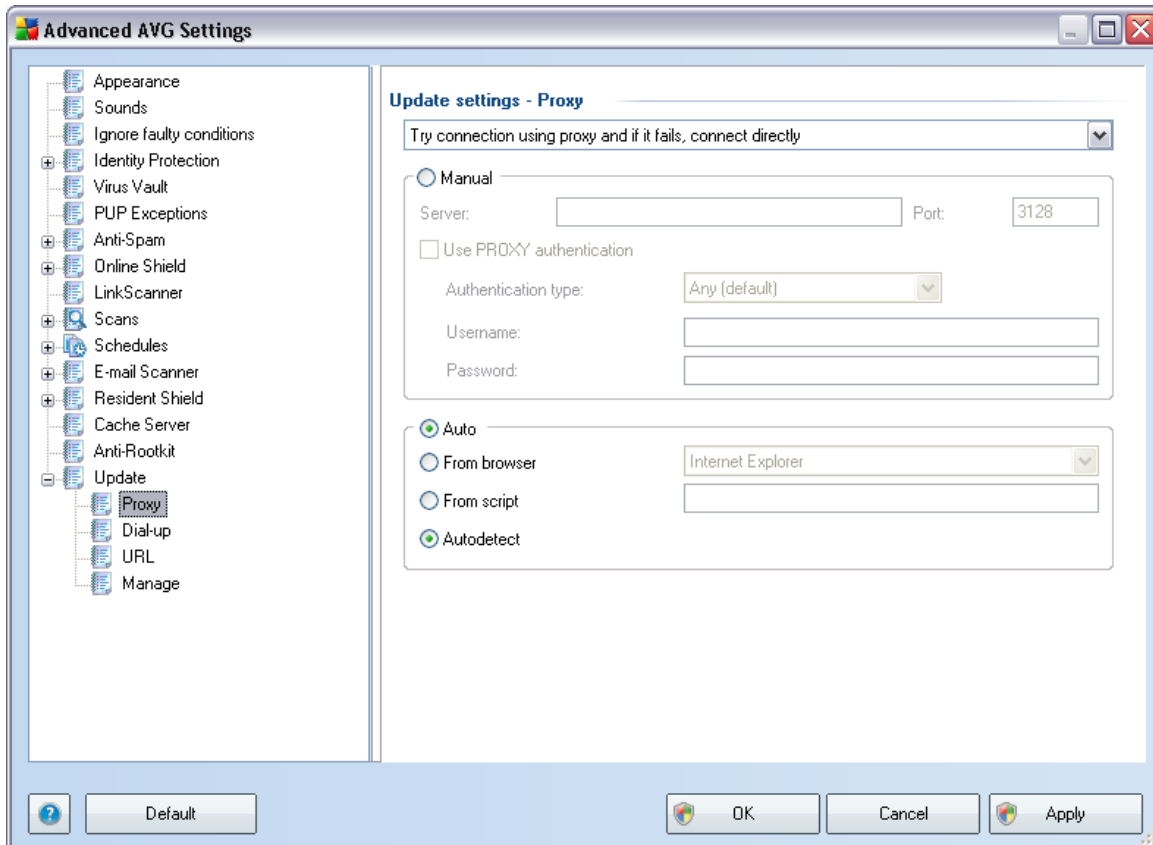 Advanced AVG Settings
Appearance
Sounds
Ignore faulty conditions
Identity Protection
Virus Vault
PUP Exceptions
Anti-Spam
Online Shield
LinkScanner
Scans
Schedules
E-mail Scanner
Resident Shield
Cache Server
Anti-Rootkit
Update
Proxy
Dial-up
URL
Manage
Update settings - Proxy
Try connection using proxy and if it fails, connect directly
Manual
Server: Port: 3128
Use PROXY authentication
Authentication type: Any (default)
Username:
Password:
Auto
From browser Internet Explorer
From script
Autodetect
? Default OK Cancel Apply